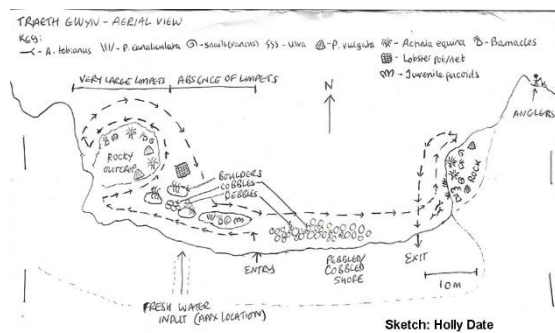 TRAETH GWYN - AERIAL VIEW
KEY:
- A. tobianus - P. canaliculata - snails (various) - ulva - P. vulgata - Actinia equina - Barnacles
- Lobster pot/net
- Juvenile fucoids
VERY LARGE LIMPETS ABSENCE OF LIMPETS
N
ANGLERS
ROCKY
OUTCROP
ROCK
BOULDERS
COBBLES
PEBBLES
ENTRY
PEBBLED/
COBBLED
SHORE
EXIT
10m
FRESH WATER
INPUT (APPX LOCATION)
Sketch: Holly Date